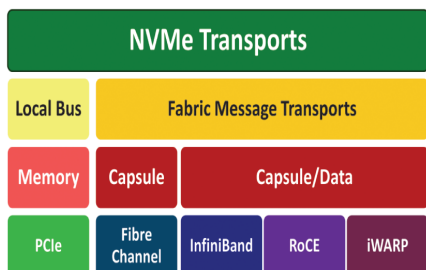 NVMe Transports
Local Bus
Fabric Message Transports
Memory
Capsule
Capsule/Data
PCIe
Fibre
Channel
InfiniBand
RoCE
iWARP